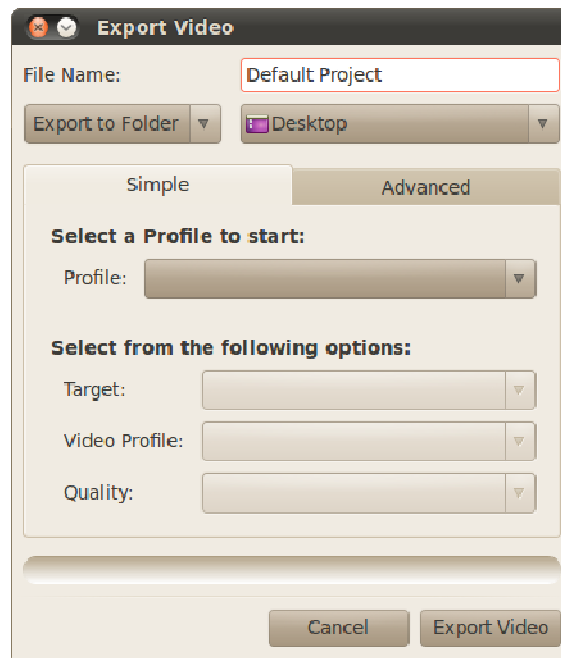 Export Video
File Name: Default Project
Export to Folder Desktop
Simple Advanced
Select a Profile to start:
Profile:
Select from the following options:
Target:
Video Profile:
Quality:
Cancel Export Video